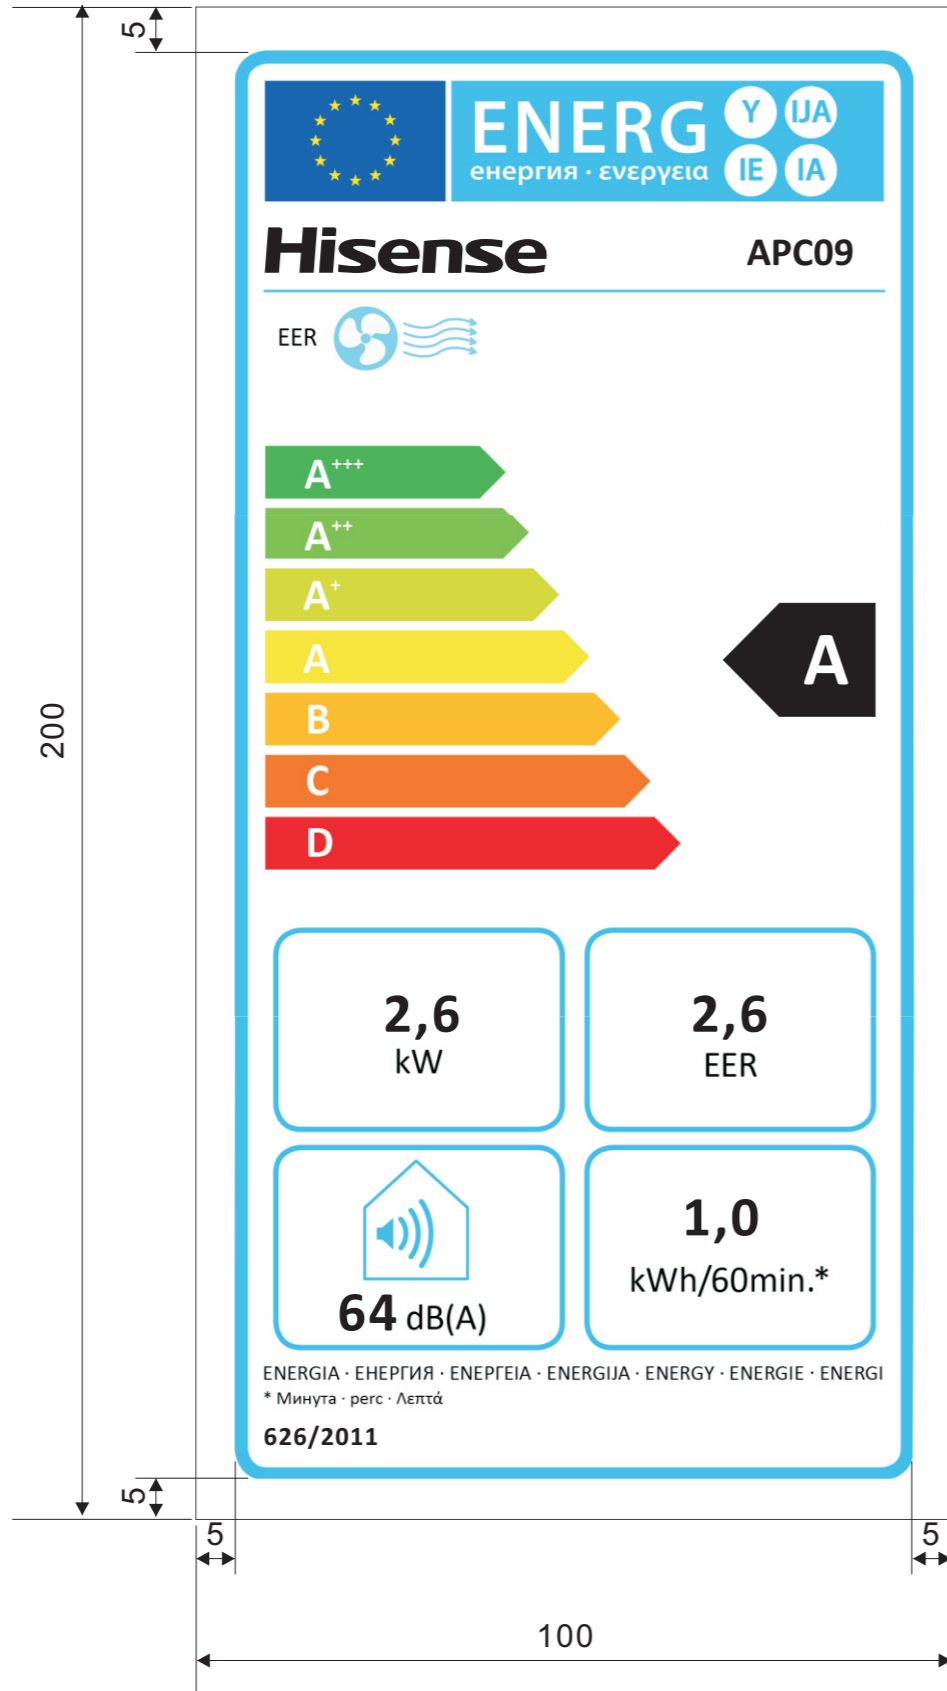 5
ENERG Y IJA
енергия · ενεργεια IE IA
Hisense APC09
EER
A+++
A++
A+
A
A
B
C
D
200
2,6 2,6
kW EER
1,0
kWh/60min.*
64 dB(A)
ENERGIA · ЕНЕРГИЯ · ΕΝΕΡΓΕΙΑ · ENERGIJA · ENERGY · ENERGIE · ENERGI
* Минута · perc · Λεπτά
626/2011
5
5 5
100